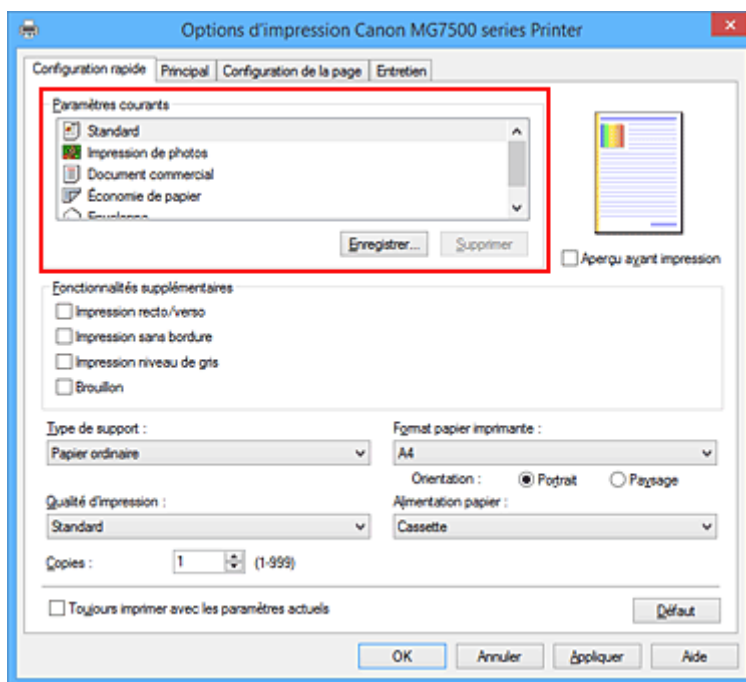 Options d'impression Canon MG7500 series Printer
Configuration rapide Principal Configuration de la page Entretien
Paramètres courants
Standard
Impression de photos
Document commercial
Économie de papier
Enregistrer... Supprimer
Aperçu avant impression
Fonctionnalités supplémentaires
Impression recto/verso
Impression sans bordure
Impression niveau de gris
Brouillon
Type de support :
Papier ordinaire
Format papier imprimante :
A4
Orientation : Portrait Paysage
Qualité d'impression :
Standard
Alimentation papier :
Cassette
Copies : 1 (1-999)
Toujours imprimer avec les paramètres actuels
Défaut
OK Annuler Appliquer Aide